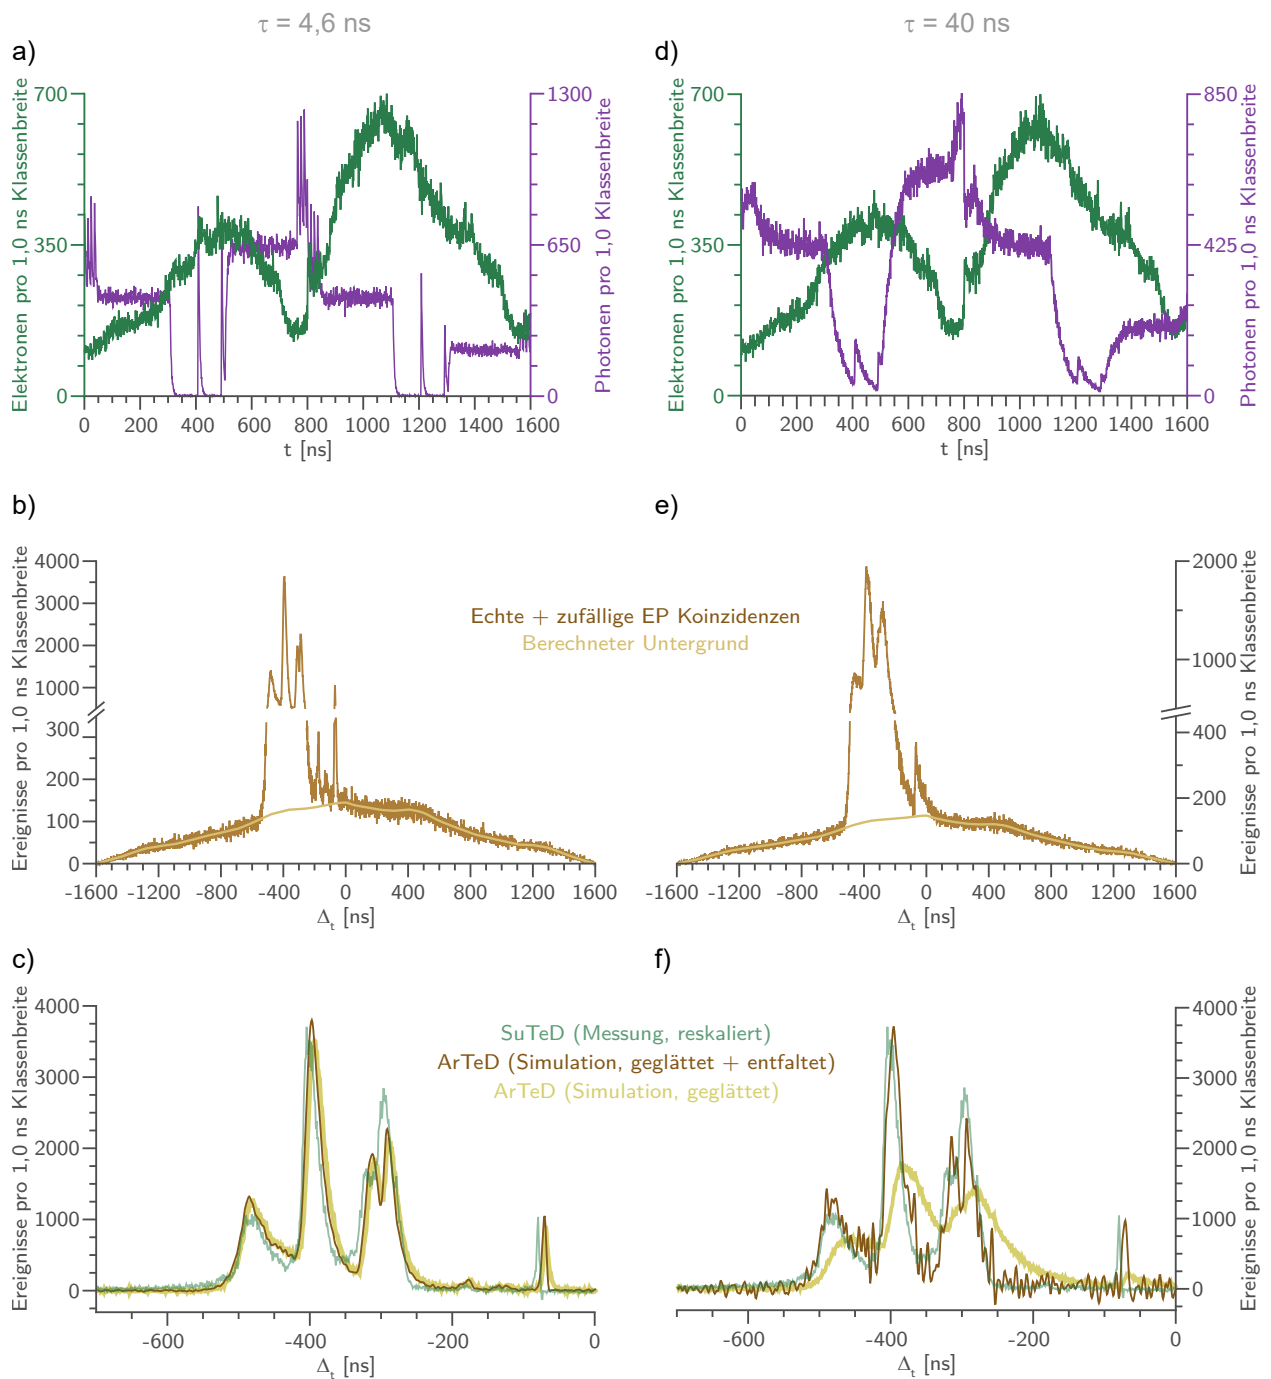 τ = 4,6 ns
τ = 40 ns
a)
Elektronen pro 1,0 ns Klassenbreite
700
350
0
1300
650
0
Photonen pro 1,0 ns Klassenbreite
0 200 400 600 800 1000 1200 1400 1600
t [ns]
d)
Elektronen pro 1,0 ns Klassenbreite
700
350
0
850
425
0
Photonen pro 1,0 ns Klassenbreite
0 200 400 600 800 1000 1200 1400 1600
t [ns]
b)
Ereignisse pro 1,0 ns Klassenbreite
4000
3000
2000
1000
300
200
100
0
-1600 -1200 -800 -400 0 400 800 1200 1600
Δt [ns]
Echte + zufällige EP Koinzidenzen
Berechneter Untergrund
e)
2000
1000
400
200
0
Ereignisse pro 1,0 ns Klassenbreite
-1600 -1200 -800 -400 0 400 800 1200 1600
Δt [ns]
c)
Ereignisse pro 1,0 ns Klassenbreite
4000
3000
2000
1000
0
-600 -400 -200 0
Δt [ns]
SuTeD (Messung, reskaliert)
ArTeD (Simulation, geglättet + entfaltet)
ArTeD (Simulation, geglättet)
f)
4000
3000
2000
1000
0
Ereignisse pro 1,0 ns Klassenbreite
-600 -400 -200 0
Δt [ns]